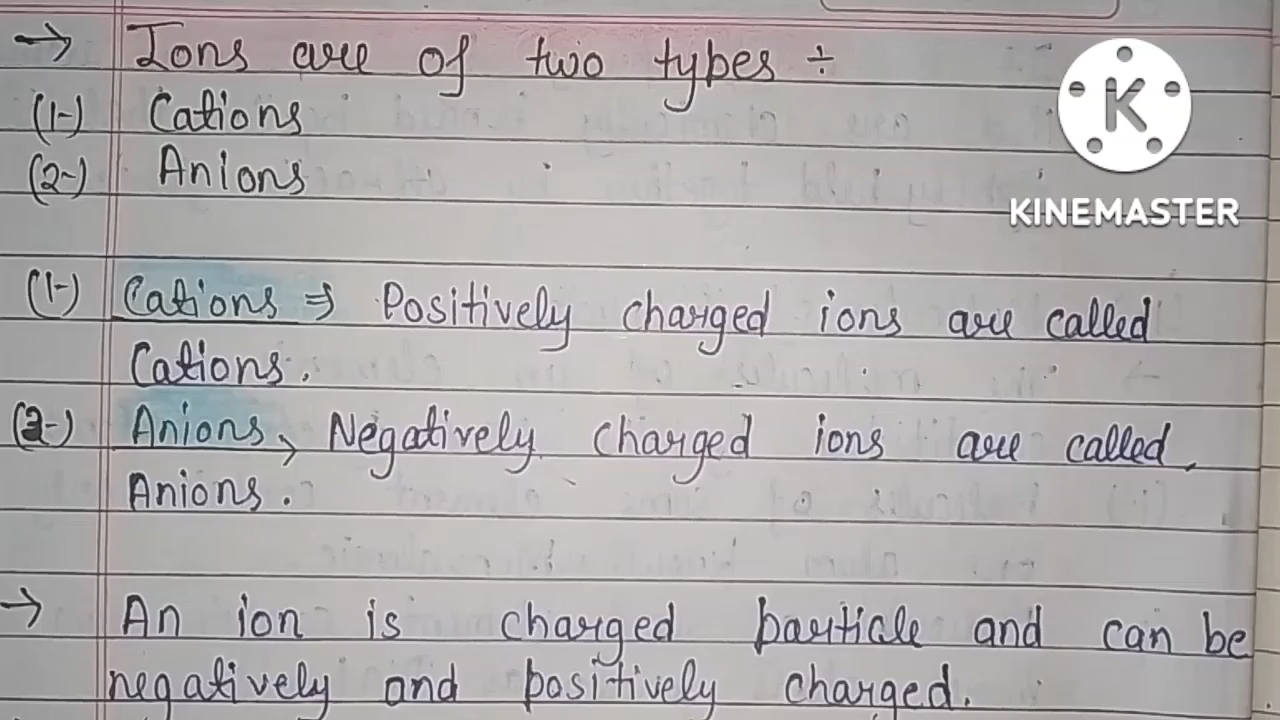 → Ions are of two types ÷
(1-) Cations
(2-) Anions
KINEMASTER
(1-) Cations ⇒ Positively charged ions are called
Cations.
(2-) Anions → Negatively charged ions are called
Anions.
→ An ion is charged particle and can be
negatively and positively charged.